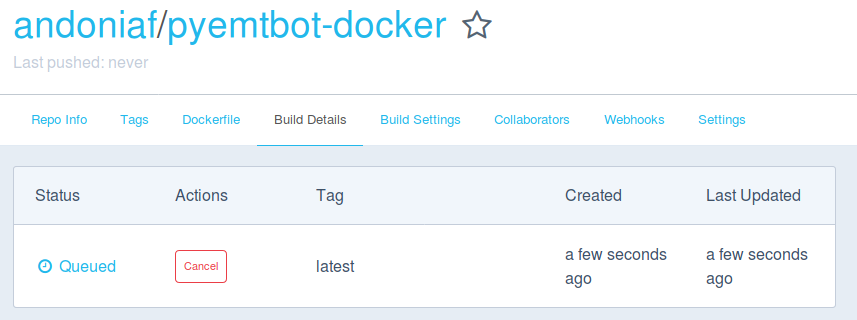 andoniaf/pyemtbot-docker
Last pushed: never
Repo Info Tags Dockerfile Build Details Build Settings Collaborators Webhooks Settings
Status Actions Tag Created Last Updated
Queued Cancel latest a few seconds ago a few seconds ago